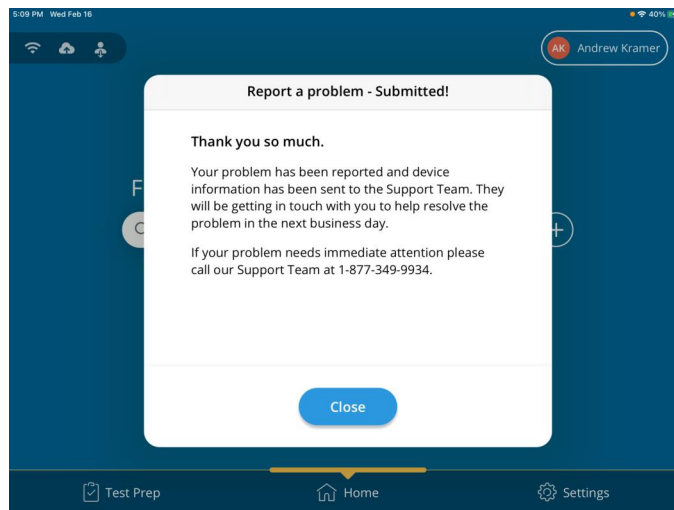 5:09 PM Wed Feb 16
40%
AK Andrew Kramer
Report a problem - Submitted!
Thank you so much.
Your problem has been reported and device
information has been sent to the Support Team. They
will be getting in touch with you to help resolve the
problem in the next business day.
If your problem needs immediate attention please
call our Support Team at 1-877-349-9934.
F
Close
Test Prep
Home
Settings